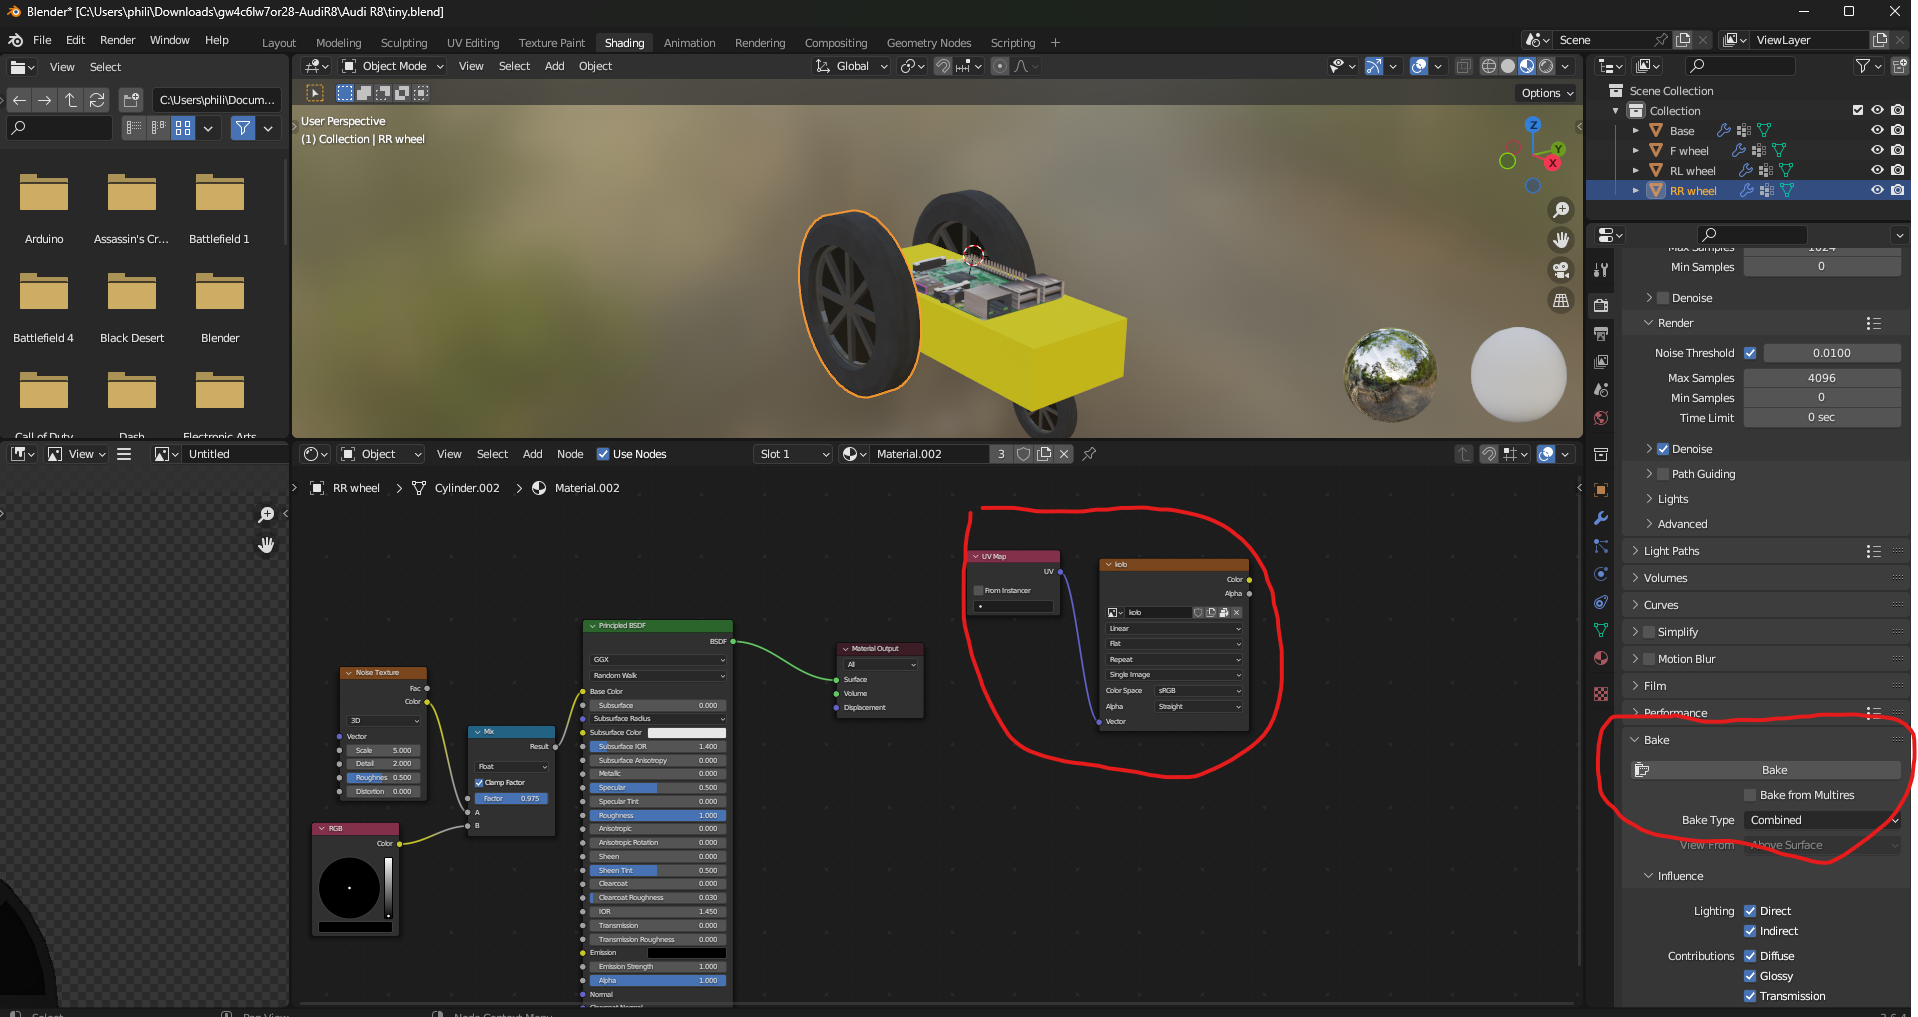 Blender* [C:\Users\phili\Downloads\gw4c6lw7or28-AudiR8\Audi R8\tiny.blend]
File Edit Render Window Help
Layout Modeling Sculpting UV Editing Texture Paint Shading Animation Rendering Compositing Geometry Nodes Scripting +
Scene
ViewLayer
View Select
C:\Users\phili\Docum...
Arduino Assassin's Cr... Battlefield 1
Battlefield 4 Black Desert Blender
Call of Duty Dash Electronic Arts
Object Mode View Select Add Object
Global
Options
User Perspective
(1) Collection | RR wheel
Z
Y
X
Scene Collection
Collection
Base
F wheel
RL wheel
RR wheel
Max Samples 1024
Min Samples 0
Denoise
Render
Noise Threshold 0.0100
Max Samples 4096
Min Samples 0
Time Limit 0 sec
Denoise
Path Guiding
Lights
Advanced
Light Paths
Volumes
Curves
Simplify
Motion Blur
Film
Performance
Bake
Bake
Bake from Multires
Bake Type Combined
View From Above Surface
Influence
Lighting Direct
Indirect
Contributions Diffuse
Glossy
Transmission
View
Untitled
Object View Select Add Node Use Nodes
Slot 1
Material.002 3
RR wheel > Cylinder.002 > Material.002
Noise Texture
Fac
Color
3D
Vector
Scale 5.000
Detail 2.000
Roughnes 0.500
Distortion 0.000
RGB
Color
Mix
Result
Float
Clamp Factor
Factor 0.975
A
B
Principled BSDF
BSDF
GGX
Random Walk
Base Color
Subsurface 0.000
Subsurface Radius
Subsurface Color
Subsurface IOR 1.400
Subsurface Anisotropy 0.000
Metallic 0.000
Specular 0.500
Specular Tint 0.000
Roughness 1.000
Anisotropic 0.000
Anisotropic Rotation 0.000
Sheen 0.000
Sheen Tint 0.500
Clearcoat 0.000
Clearcoat Roughness 0.030
IOR 1.450
Transmission 0.000
Transmission Roughness 0.000
Emission
Emission Strength 1.000
Alpha 1.000
Normal
Clearcoat Normal
Material Output
All
Surface
Volume
Displacement
UV Map
UV
From Instancer
kolo
Color
Alpha
kolo
Linear
Flat
Repeat
Single Image
Color Space sRGB
Alpha Straight
Vector
Select
Pan View
Node Context Menu
3.6.4